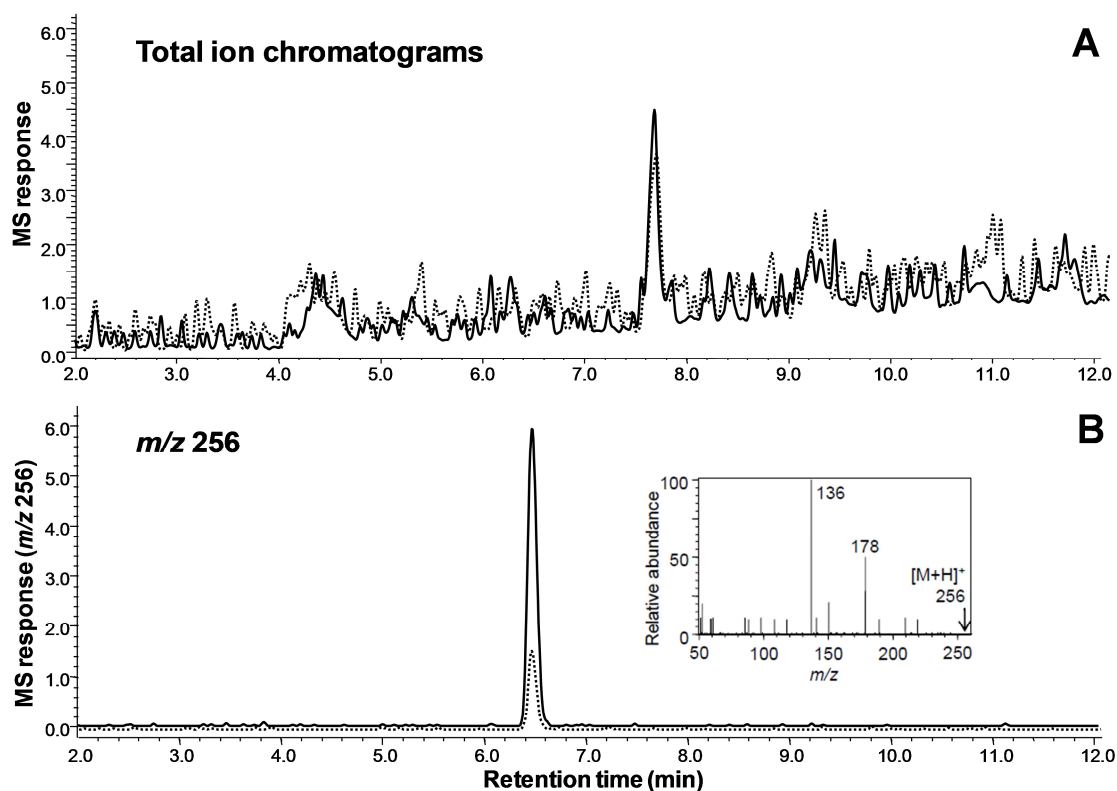 Total ion chromatograms
A
MS response
6.0
5.0
4.0
3.0
2.0
1.0
0.0
2.0 3.0 4.0 5.0 6.0 7.0 8.0 9.0 10.0 11.0 12.0
m/z 256
B
MS response (m/z 256)
6.0
5.0
4.0
3.0
2.0
1.0
0.0
2.0 3.0 4.0 5.0 6.0 7.0 8.0 9.0 10.0 11.0 12.0
Retention time (min)
Relative abundance
100
50
0
136
178
[M+H]+
256
50 100 150 200 250
m/z